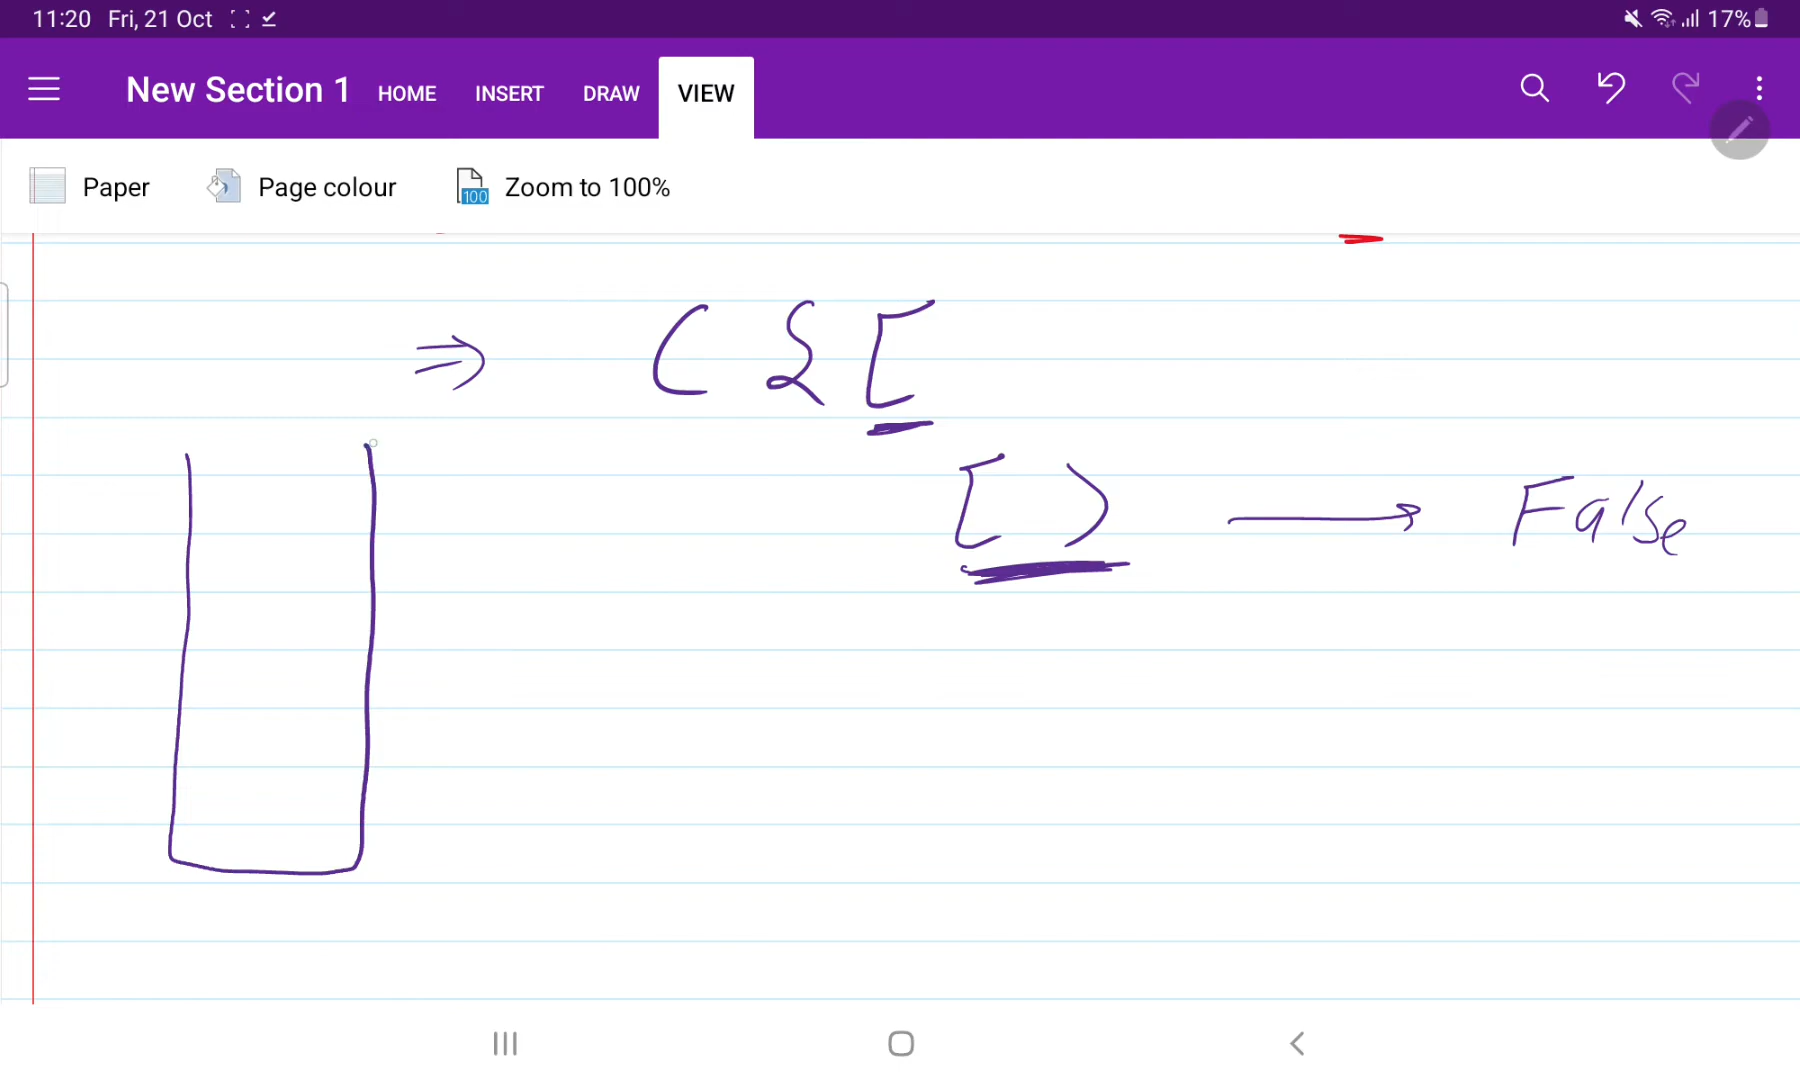 11:20 Fri, 21 Oct 17%
New Section 1 HOME INSERT DRAW VIEW
Paper Page colour 100 Zoom to 100%
⇒ ( { [
[ ) → False